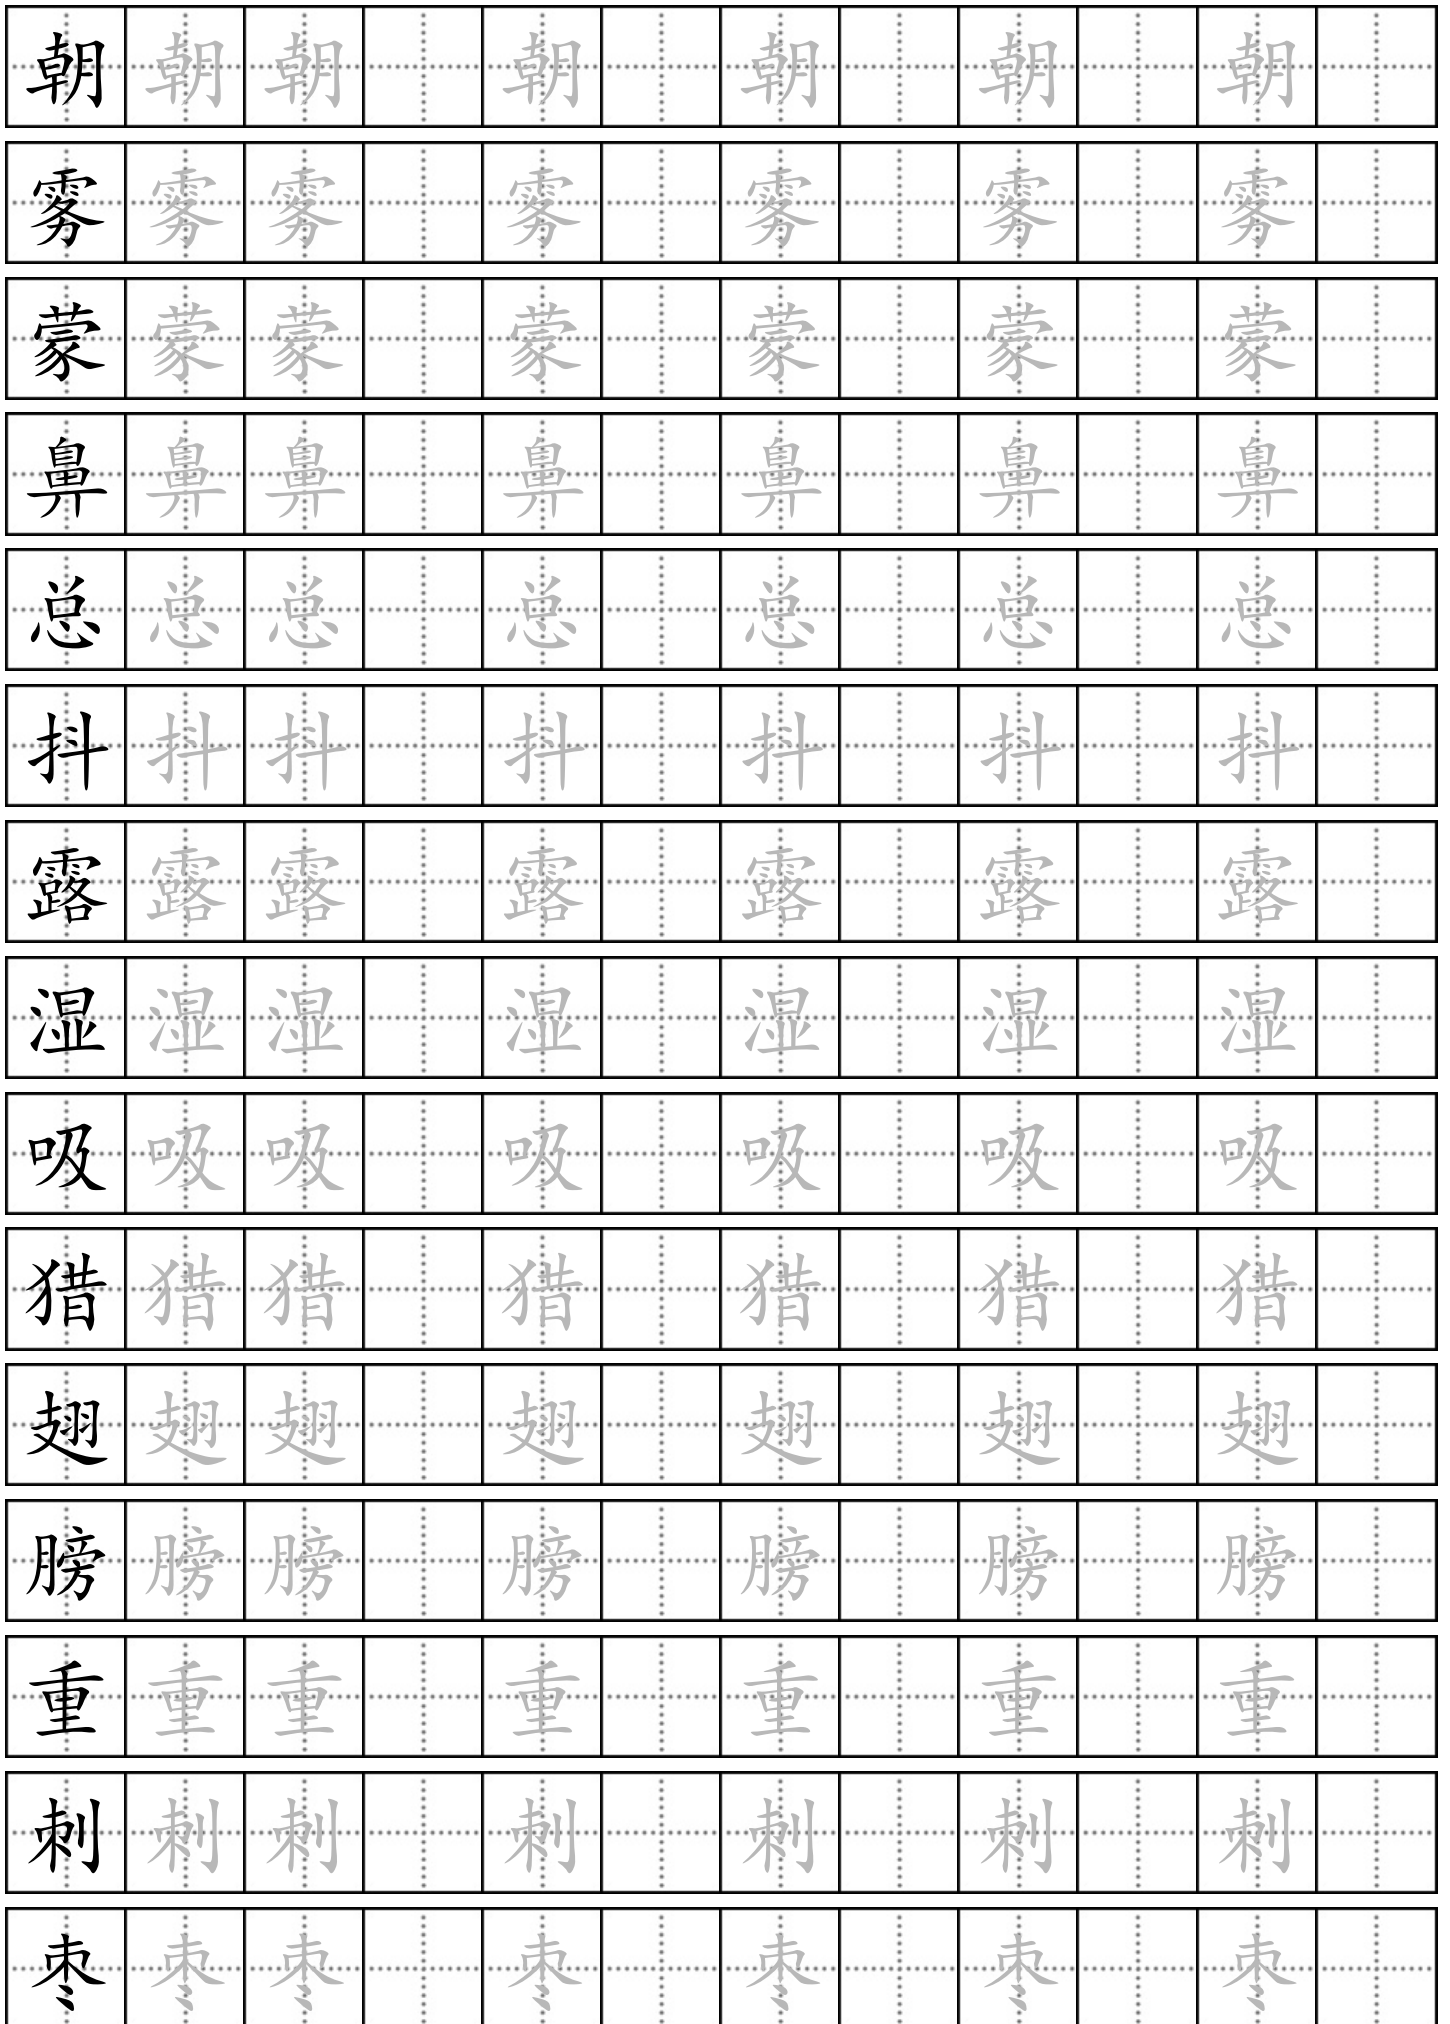 朝 朝 朝 朝 朝 朝 朝
雾 雾 雾 雾 雾 雾 雾
蒙 蒙 蒙 蒙 蒙 蒙 蒙
鼻 鼻 鼻 鼻 鼻 鼻 鼻
总 总 总 总 总 总 总
抖 抖 抖 抖 抖 抖 抖
露 露 露 露 露 露 露
湿 湿 湿 湿 湿 湿 湿
吸 吸 吸 吸 吸 吸 吸
猎 猎 猎 猎 猎 猎 猎
翅 翅 翅 翅 翅 翅 翅
膀 膀 膀 膀 膀 膀 膀
重 重 重 重 重 重 重
刺 刺 刺 刺 刺 刺 刺
枣 枣 枣 枣 枣 枣 枣